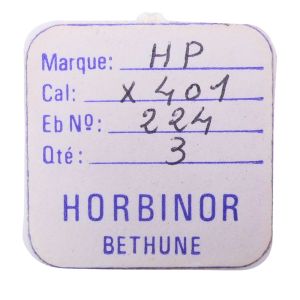 Marque: HP
Cal: x 401
Eb Nº: 224
Qté: 3
HORBINOR
BETHUNE